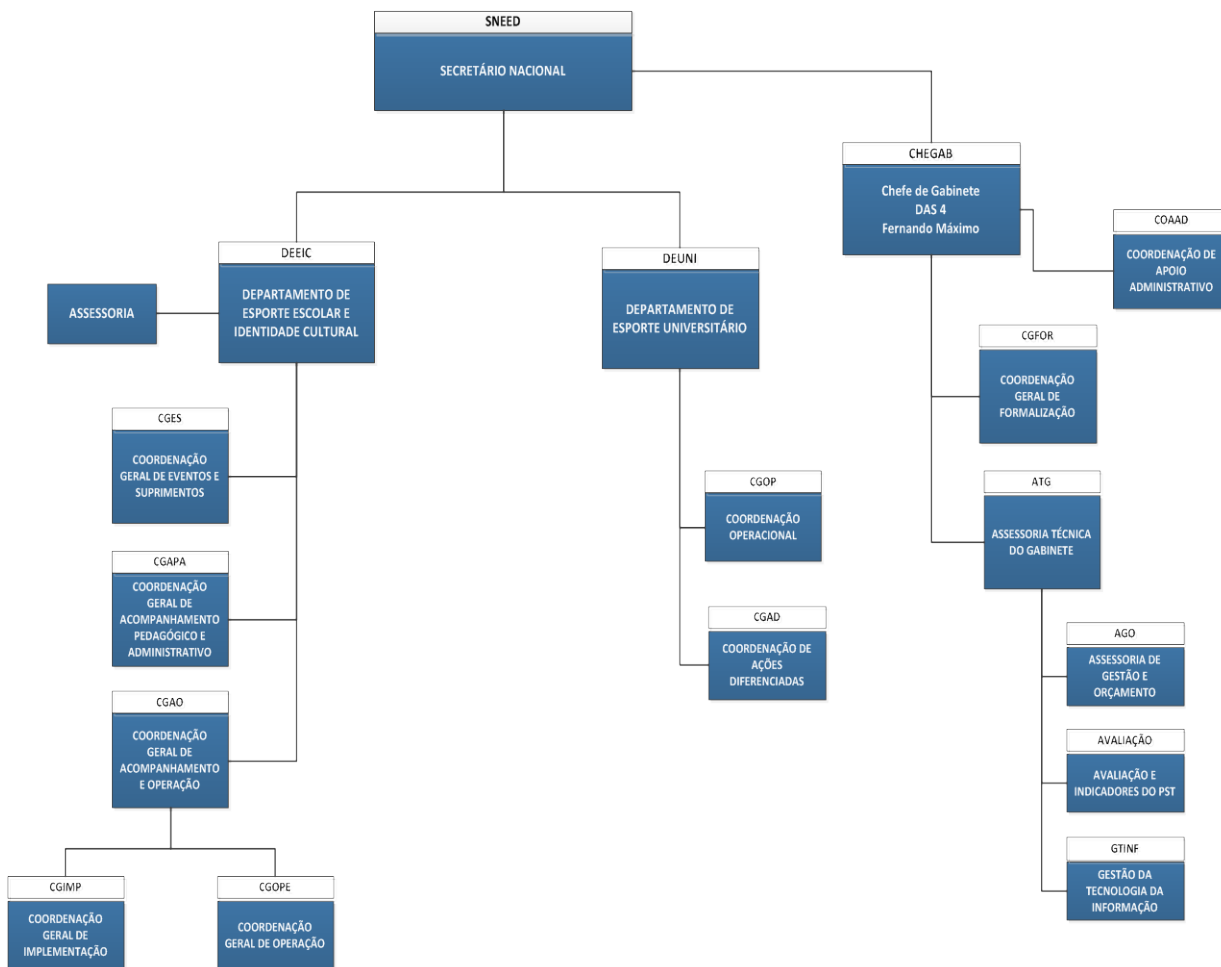 SNEED
SECRETÁRIO NACIONAL
CHEGAB
Chefe de Gabinete
DAS 4
Fernando Máximo
COAAD
COORDENAÇÃO DE
APOIO
ADMINISTRATIVO
DEEIC
DEPARTAMENTO DE
ESPORTE ESCOLAR E
IDENTIDADE CULTURAL
ASSESSORIA
DEUNI
DEPARTAMENTO DE
ESPORTE UNIVERSITÁRIO
CGFOR
COORDENAÇÃO
GERAL DE
FORMALIZAÇÃO
CGES
COORDENAÇÃO
GERAL DE EVENTOS E
SUPRIMENTOS
CGOP
COORDENAÇÃO
OPERACIONAL
ATG
ASSESSORIA TÉCNICA
DO GABINETE
CGAPA
COORDENAÇÃO
GERAL DE
ACOMPANHAMENTO
PEDAGÓGICO E
ADMINISTRATIVO
CGAD
COORDENAÇÃO DE
AÇÕES
DIFERENCIADAS
AGO
ASSESSORIA DE
GESTÃO E
ORÇAMENTO
CGAO
COORDENAÇÃO
GERAL DE
ACOMPANHAMENTO
E OPERAÇÃO
AVALIAÇÃO
AVALIAÇÃO E
INDICADORES DO PST
GTINF
GESTÃO DA
TECNOLOGIA DA
INFORMAÇÃO
CGIMP
COORDENAÇÃO
GERAL DE
IMPLEMENTAÇÃO
CGOPE
COORDENAÇÃO
GERAL DE OPERAÇÃO